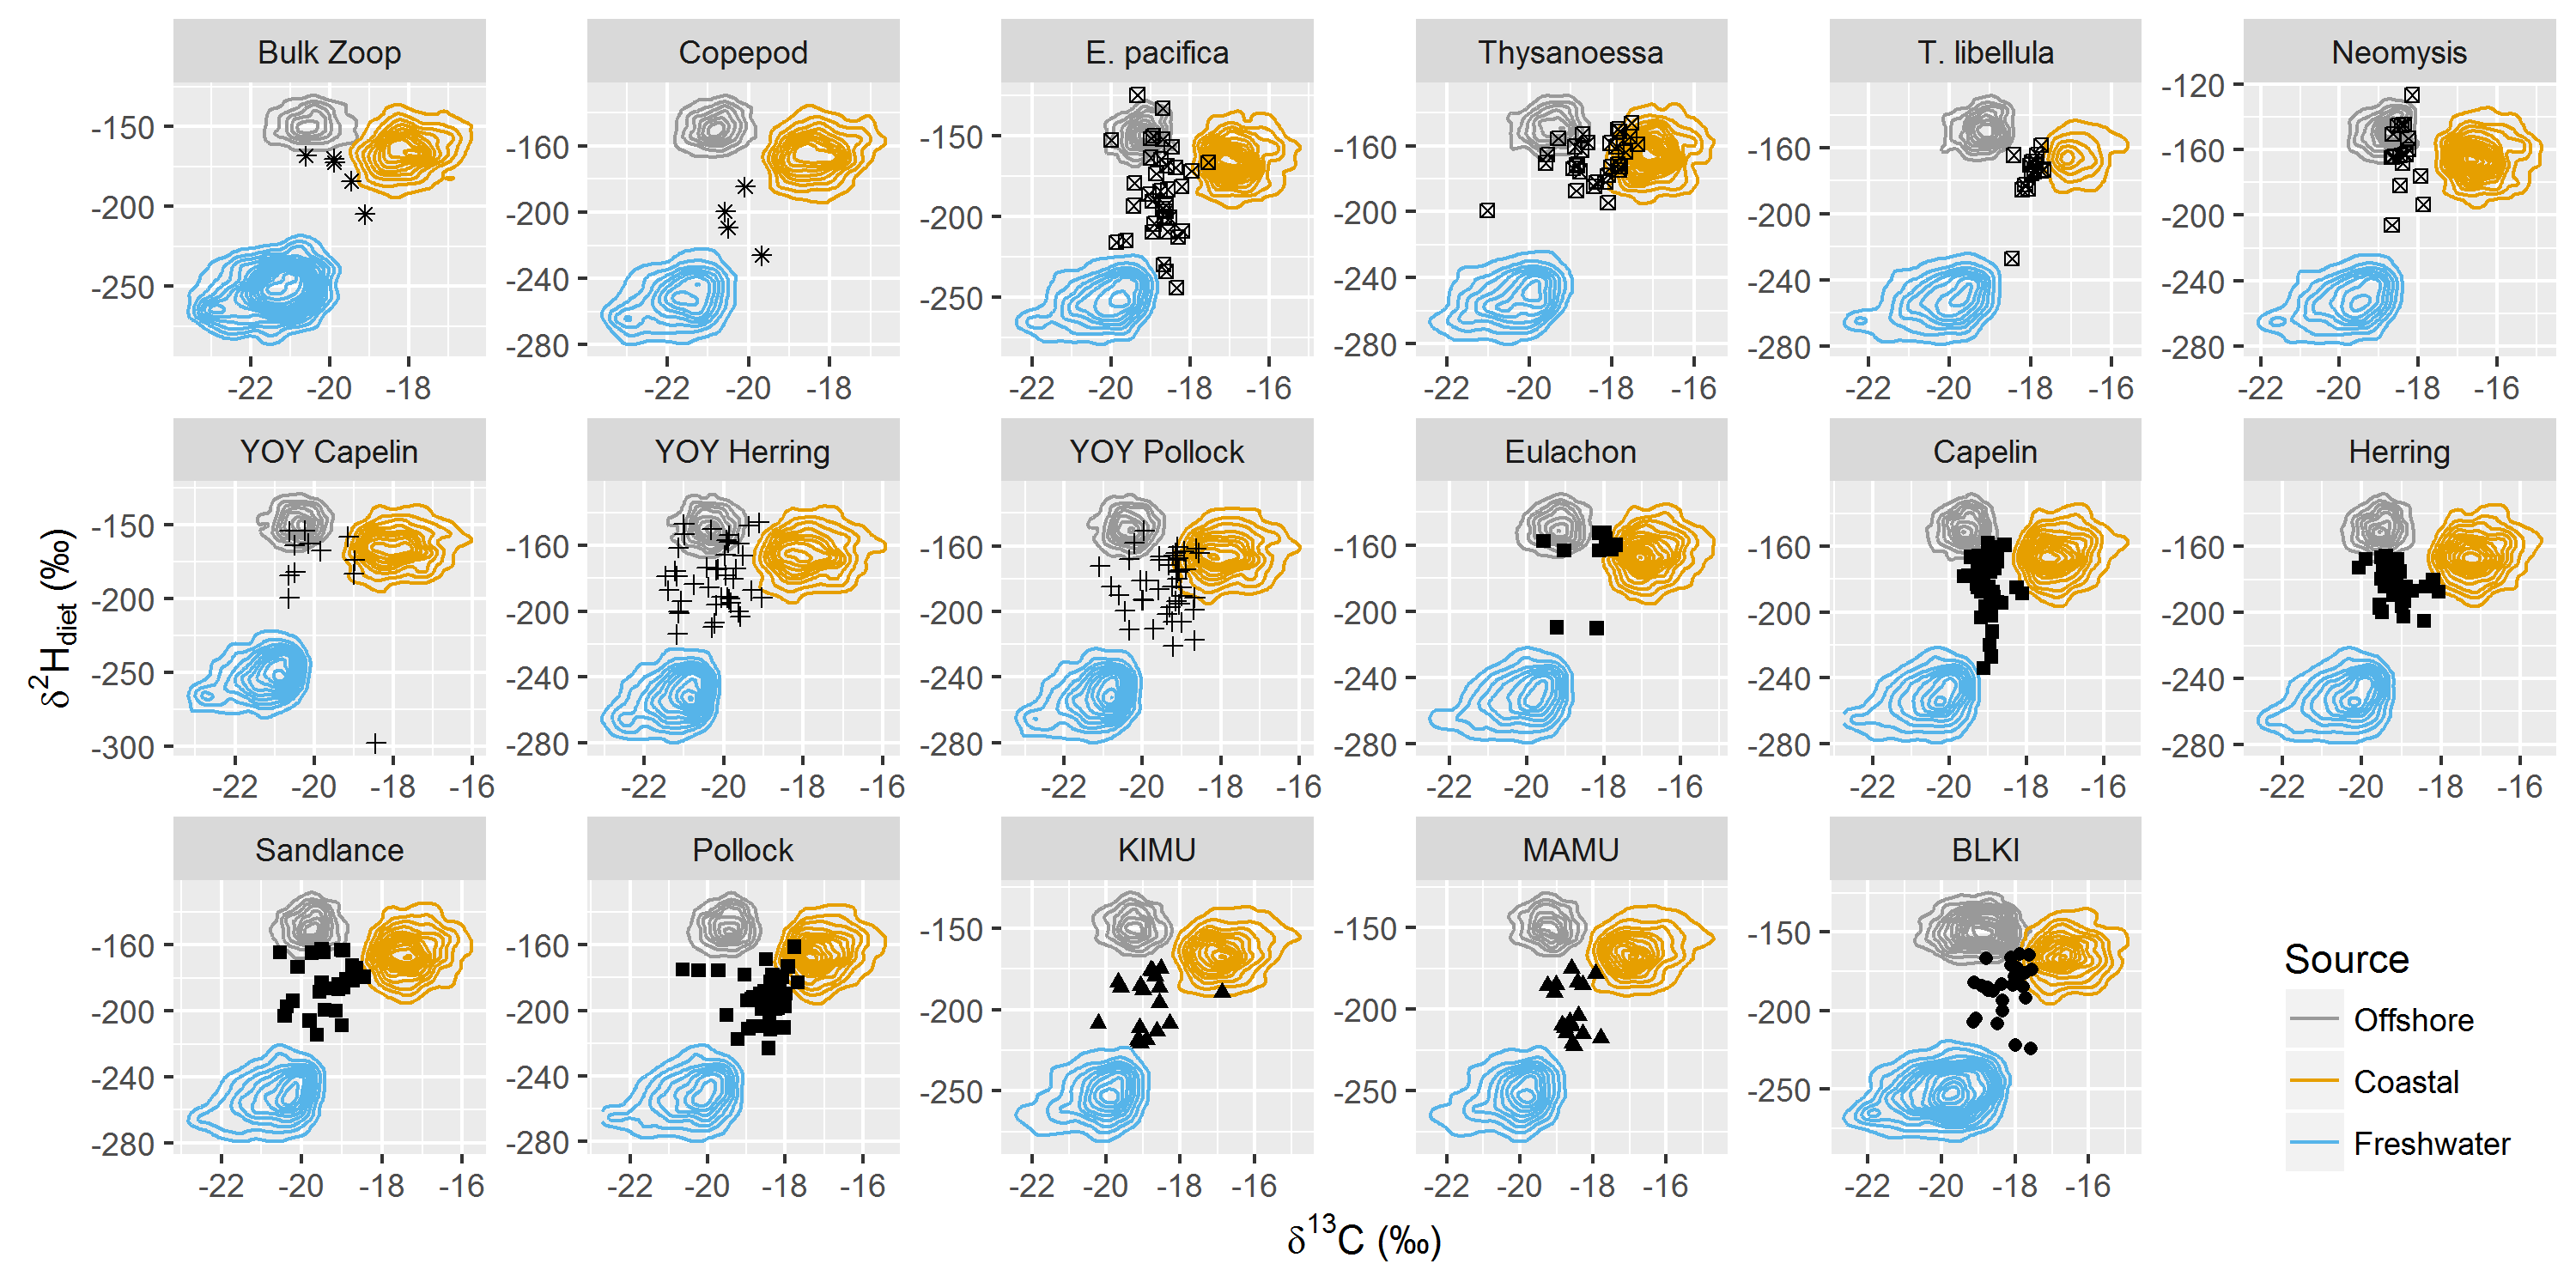 Bulk Zoop
Copepod
E. pacifica
Thysanoessa
T. libellula
Neomysis
-150
-200
-250
-22 -20 -18
-160
-200
-240
-280
-22 -20 -18
-150
-200
-250
-22 -20 -18 -16
-160
-200
-240
-280
-22 -20 -18 -16
-160
-200
-240
-280
-22 -20 -18 -16
-120
-160
-200
-240
-280
-22 -20 -18 -16
YOY Capelin
YOY Herring
YOY Pollock
Eulachon
Capelin
Herring
-150
-200
-250
-300
-22 -20 -18 -16
-160
-200
-240
-280
-22 -20 -18 -16
-160
-200
-240
-280
-22 -20 -18 -16
-160
-200
-240
-280
-22 -20 -18 -16
-160
-200
-240
-280
-22 -20 -18 -16
-160
-200
-240
-280
-22 -20 -18 -16
Sandlance
Pollock
KIMU
MAMU
BLKI
-160
-200
-240
-280
-22 -20 -18 -16
-160
-200
-240
-280
-22 -20 -18 -16
-150
-200
-250
-22 -20 -18 -16
-150
-200
-250
-22 -20 -18 -16
-150
-200
-250
-22 -20 -18 -16
δ²H_diet (‰)
δ¹³C (‰)
Source
Offshore
Coastal
Freshwater